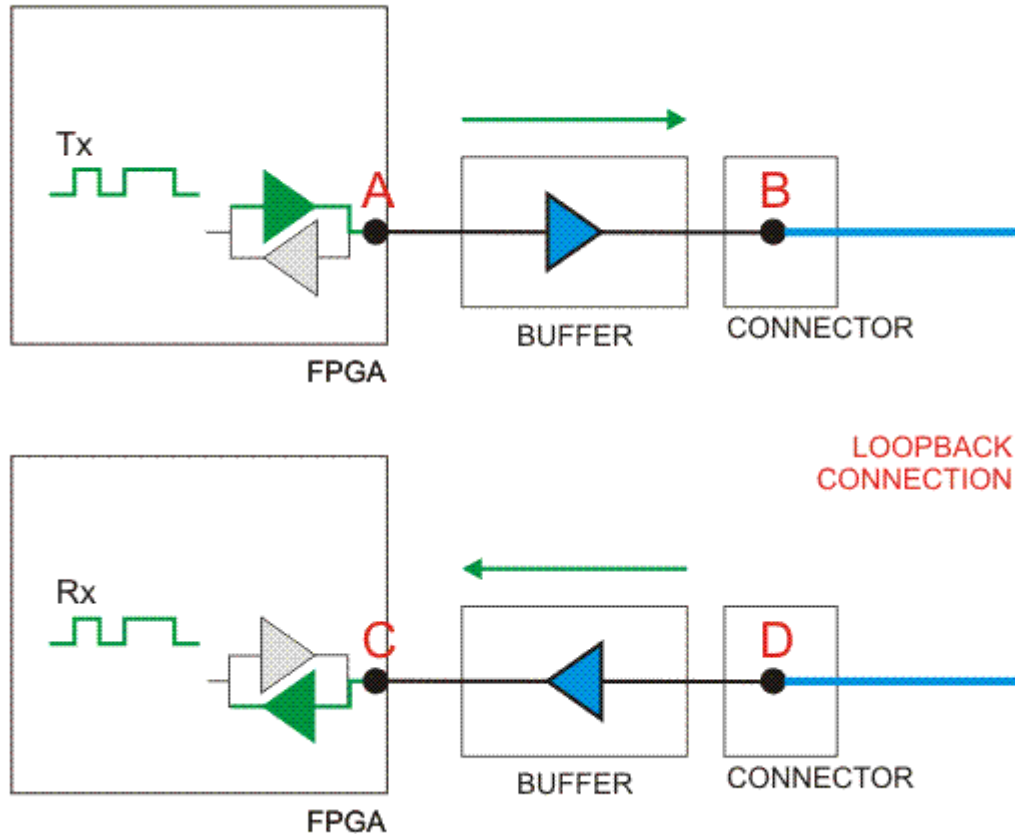 Tx
A
B
BUFFER
CONNECTOR
FPGA
LOOPBACK
CONNECTION
Rx
C
D
BUFFER
CONNECTOR
FPGA